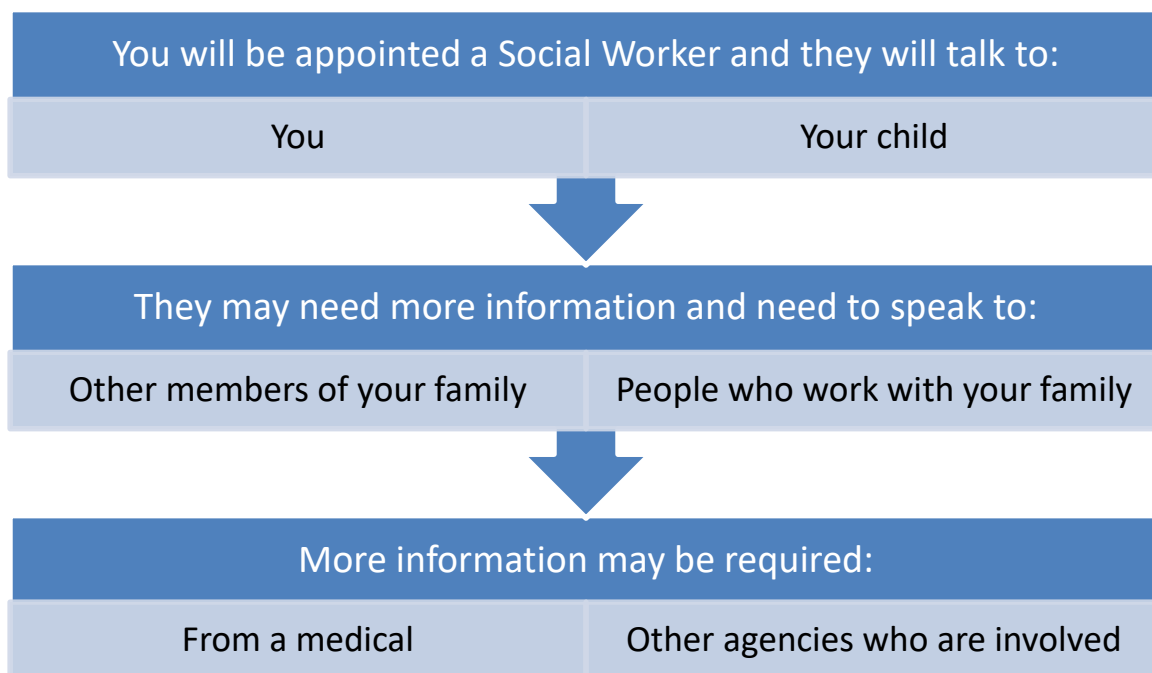 You will be appointed a Social Worker and they will talk to:
You
Your child
They may need more information and need to speak to:
Other members of your family
People who work with your family
More information may be required:
From a medical
Other agencies who are involved